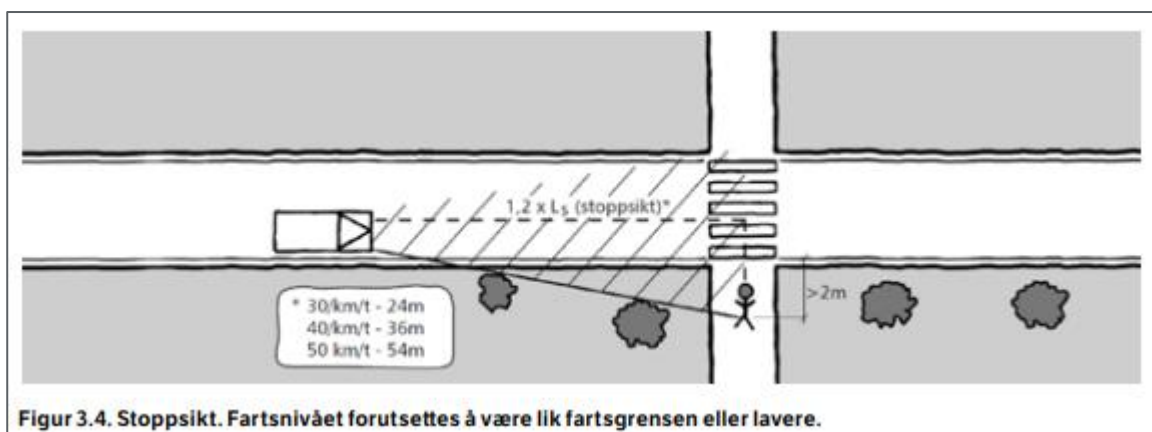 1,2 x Ls (stoppsikt)*
>2m
* 30/km/t - 24m
40/km/t - 36m
50 km/t - 54m
Figur 3.4. Stoppsikt. Fartsnivået forutsettes å være lik fartsgrensen eller lavere.